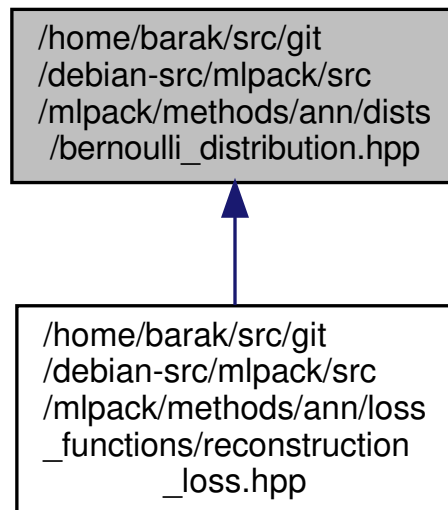 /home/barak/src/git
/debian-src/mlpack/src
/mlpack/methods/ann/dists
/bernoulli_distribution.hpp
/home/barak/src/git
/debian-src/mlpack/src
/mlpack/methods/ann/loss
_functions/reconstruction
_loss.hpp